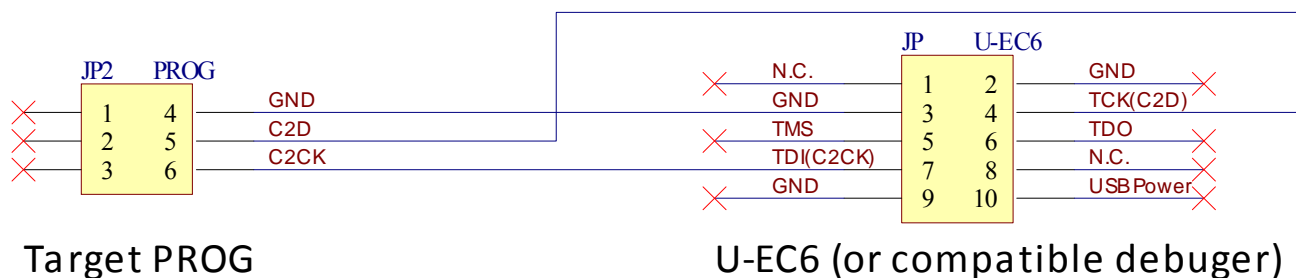 JP U-EC6
JP2 PROG
N.C. 1 2 GND
GND 3 4 TCK(C2D)
TMS 5 6 TDO
TDI(C2CK) 7 8 N.C.
GND 9 10 USBPower
1 4 GND
2 5 C2D
3 6 C2CK
Target PROG
U-EC6 (or compatible debuger)